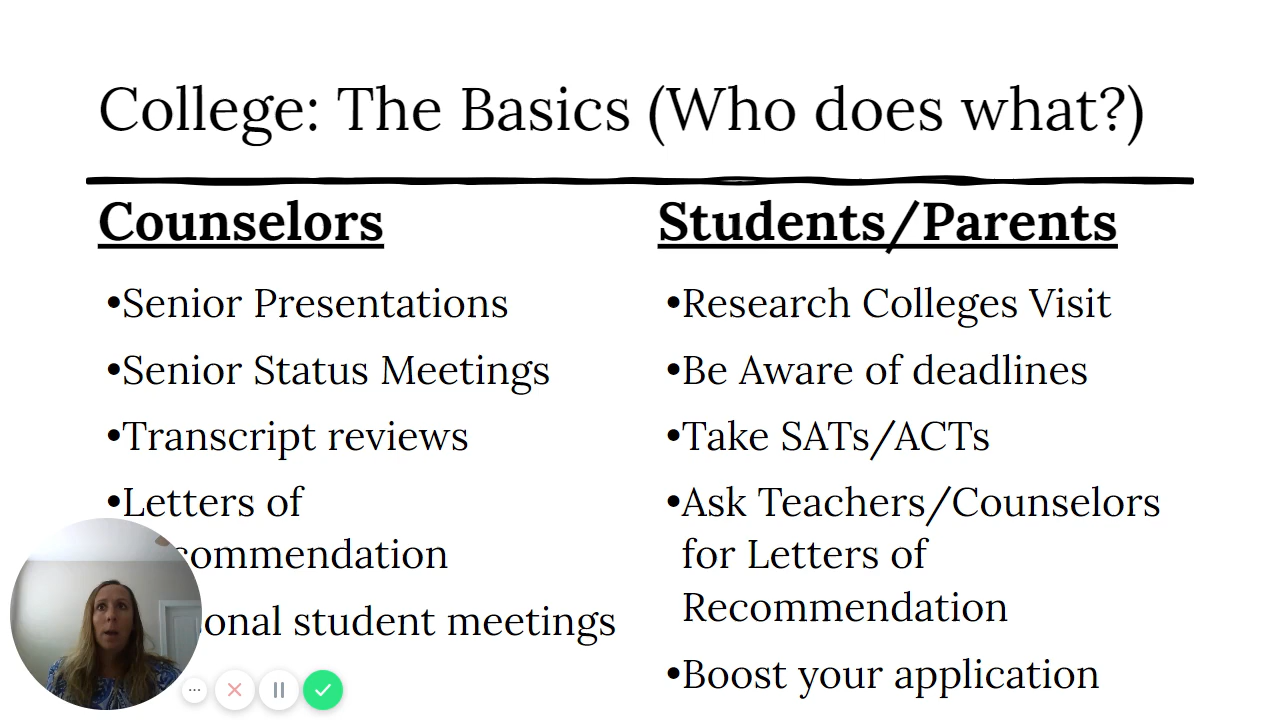 College: The Basics (Who does what?)
Counselors
•Senior Presentations
•Senior Status Meetings
•Transcript reviews
•Letters of
commendation
onal student meetings
Students/Parents
•Research Colleges Visit
•Be Aware of deadlines
•Take SATs/ACTs
•Ask Teachers/Counselors
for Letters of
Recommendation
•Boost your application